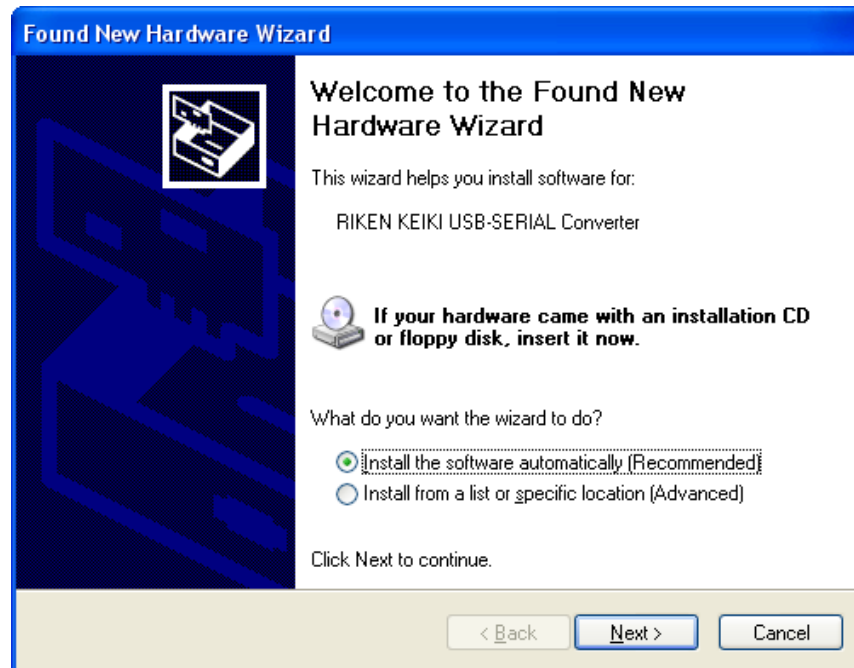 Found New Hardware Wizard
Welcome to the Found New
Hardware Wizard
This wizard helps you install software for:
RIKEN KEIKI USB-SERIAL Converter
If your hardware came with an installation CD
or floppy disk, insert it now.
What do you want the wizard to do?
Install the software automatically (Recommended)
Install from a list or specific location (Advanced)
Click Next to continue.
< Back
Next >
Cancel